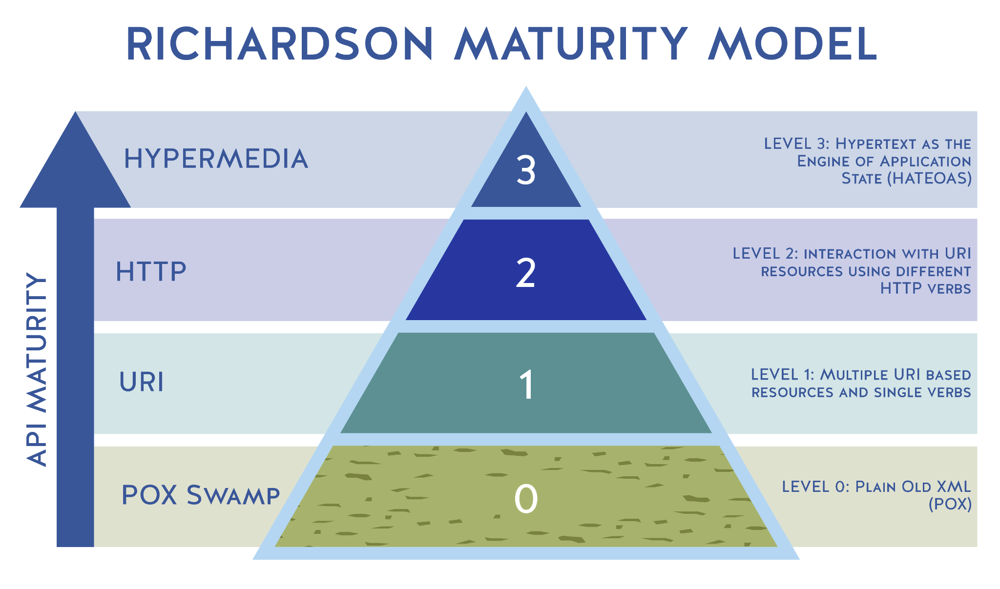 RICHARDSON MATURITY MODEL
API MATURITY
HYPERMEDIA
3
LEVEL 3: HYPERTEXT AS THE
ENGINE OF APPLICATION
STATE (HATEOAS)
HTTP
2
LEVEL 2: INTERACTION WITH URI
RESOURCES USING DIFFERENT
HTTP VERBS
URI
1
LEVEL 1: MULTIPLE URI BASED
RESOURCES AND SINGLE VERBS
POX SWAMP
0
LEVEL 0: PLAIN OLD XML
(POX)